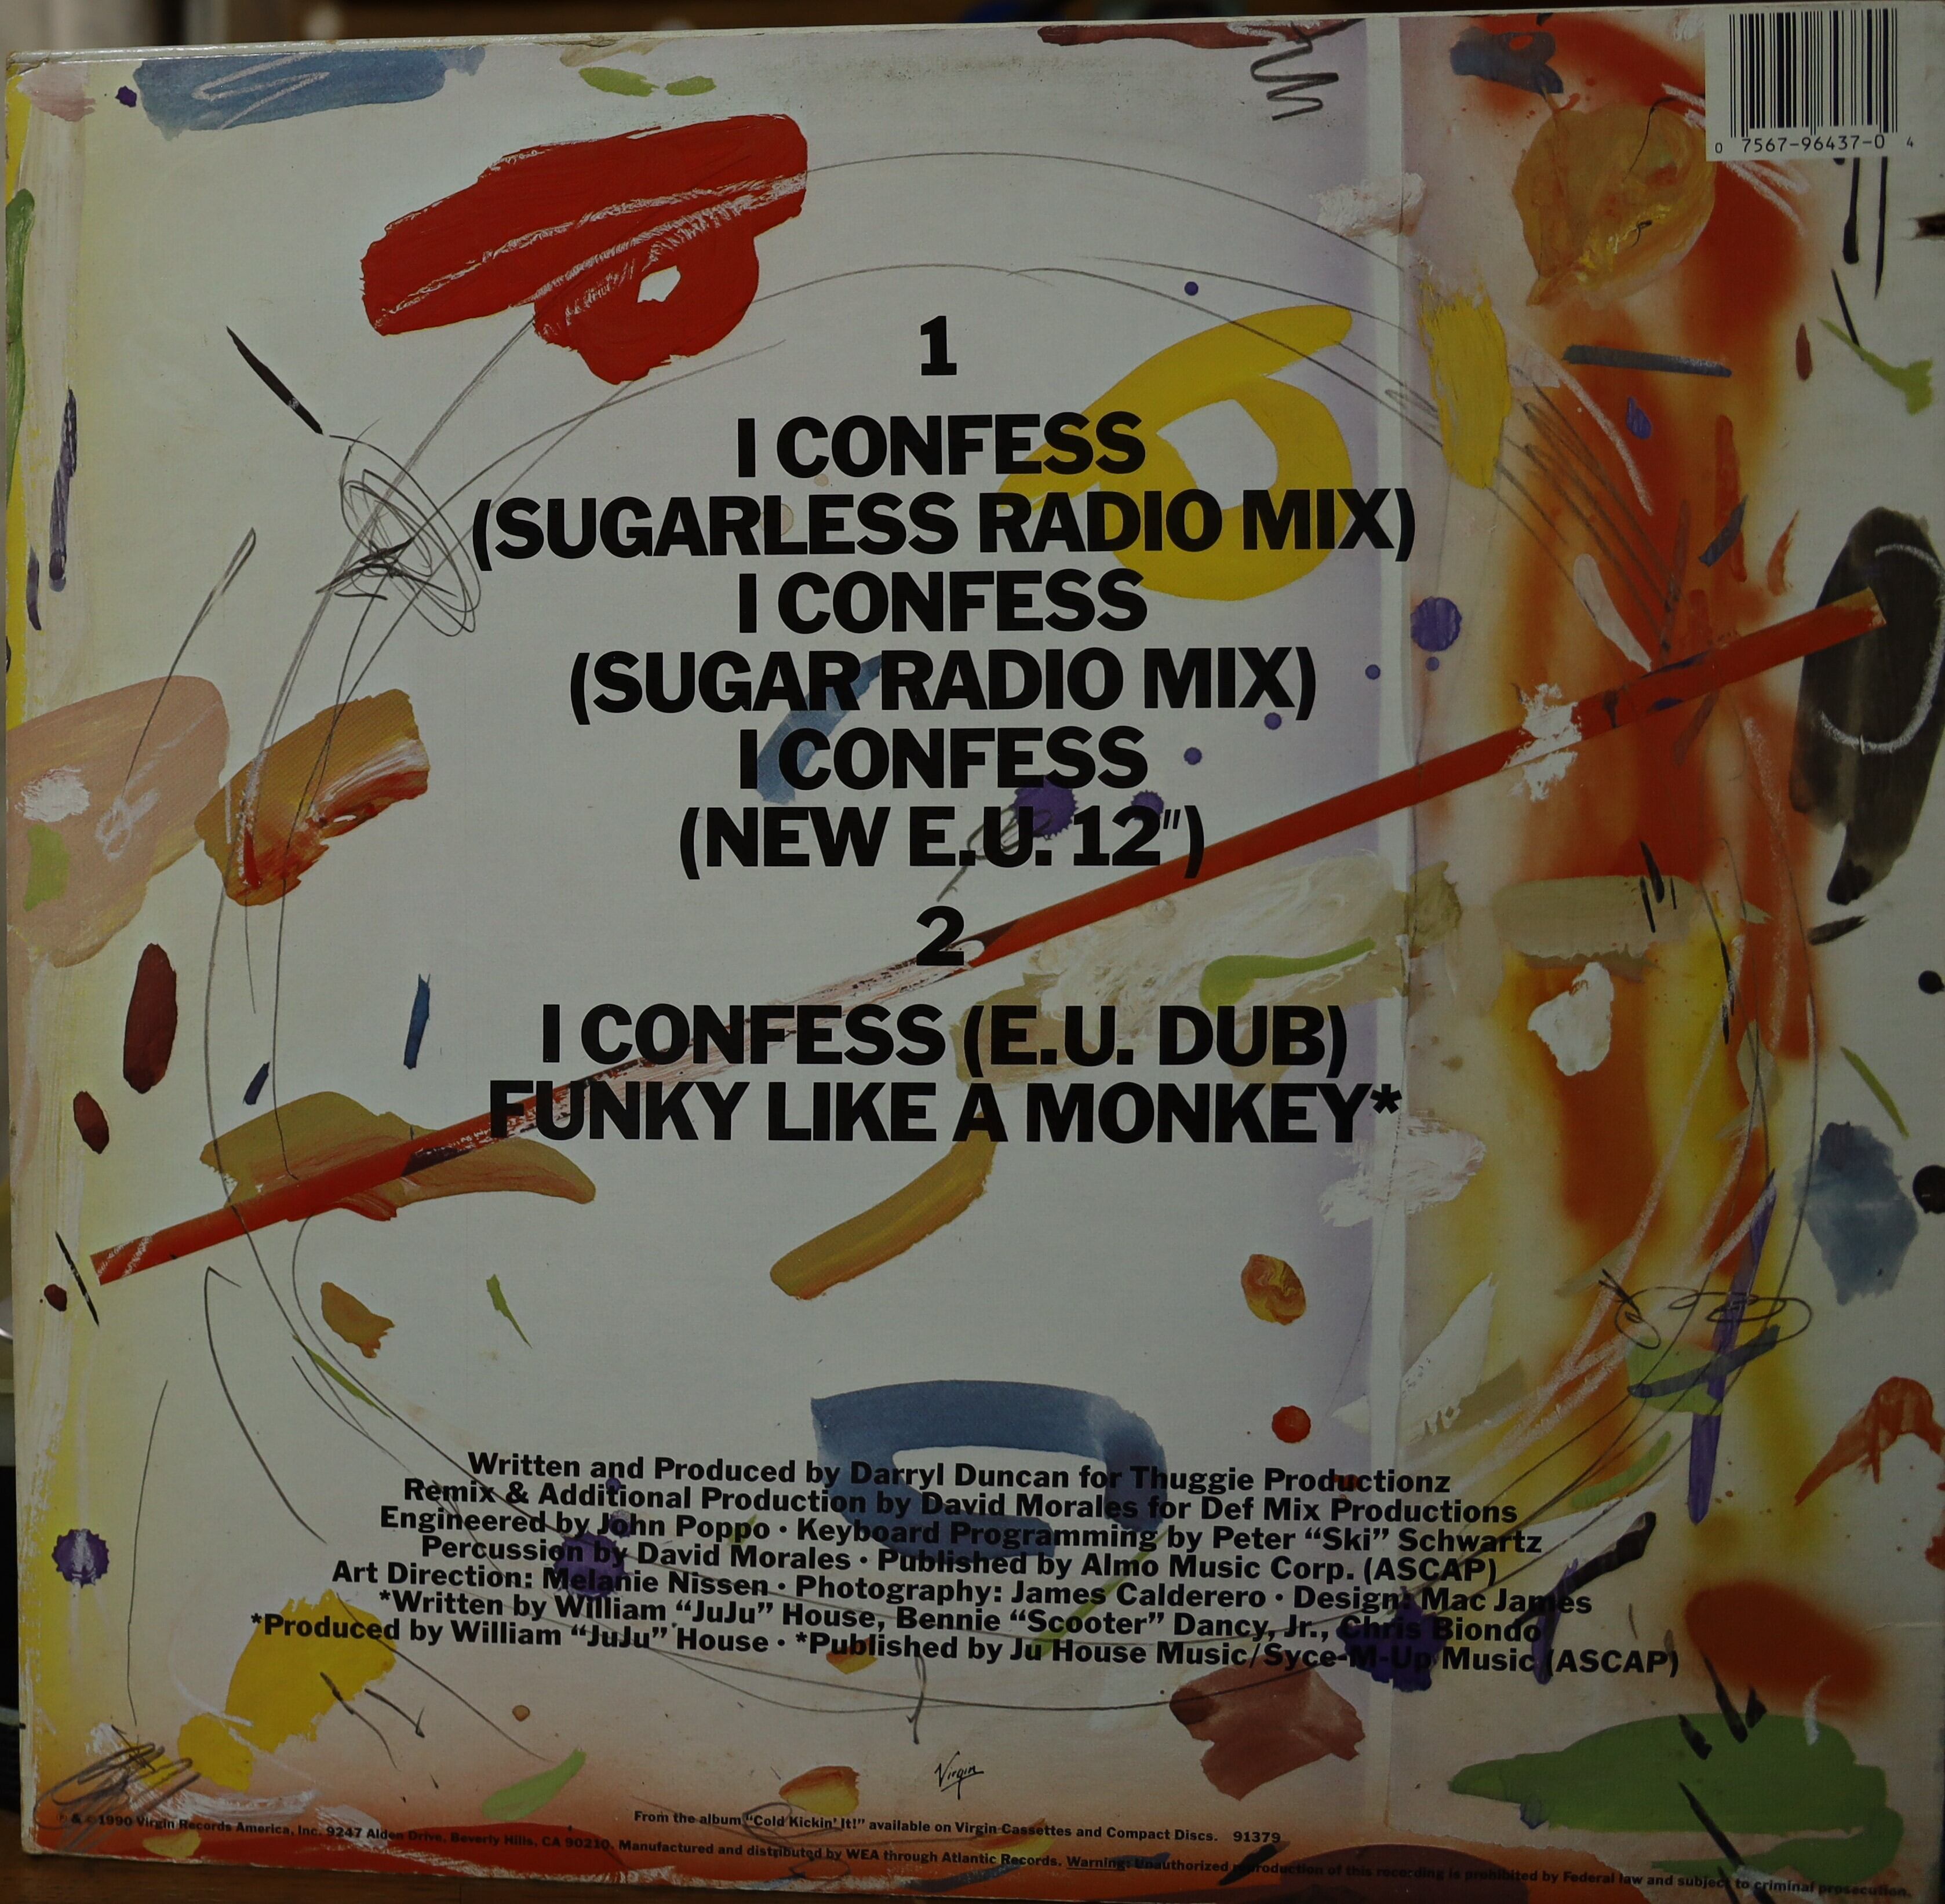 0 7567-96437-0 4
1
I CONFESS
(SUGARLESS RADIO MIX)
I CONFESS
(SUGAR RADIO MIX)
I CONFESS
(NEW E.U. 12")
2
I CONFESS (E.U. DUB)
FUNKY LIKE A MONKEY*
Written and Produced by Darryl Duncan for Thuggie Productionz
Remix & Additional Production by David Morales for Def Mix Productions
Engineered by John Poppo • Keyboard Programming by Peter “Ski” Schwartz
Percussion by David Morales • Published by Almo Music Corp. (ASCAP)
Art Direction: Melanie Nissen • Photography: James Calderero • Design: Mac James
*Written by William “JuJu” House, Bennie “Scooter” Dancy, Jr., Chris Biondo
*Produced by William “JuJu” House • *Published by Ju House Music/Syce-M-Up Music (ASCAP)
Virgin
From the album “Cold Kickin’ It!” available on Virgin Cassettes and Compact Discs. 91379
℗ & © 1990 Virgin Records America, Inc. 9247 Alden Drive, Beverly Hills, CA 90210. Manufactured and distributed by WEA through Atlantic Records. Warning: Unauthorized reproduction of this recording is prohibited by Federal law and subject to criminal prosecution.